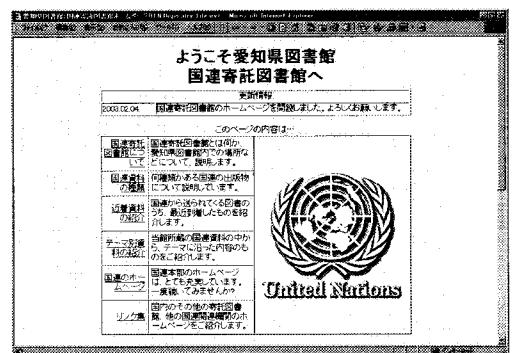 ようこそ愛知県図書館
国連寄託図書館へ
更新情報
2003.02.04 国連寄託図書館のホームページを開設しました。よろしくお願いします。
このページの内容は…
国連寄託
図書館につ
いて
国連寄託図書館とは何か、
愛知県図書館内での場所な
どについて、説明します。
国連資料
の種類
何種類かある国連の出版物
について説明しています。
近着資料
の紹介
国連から送られてくる図書の
うち、最近到着したものを紹
介します。
テーマ別資
料の紹介
当館所蔵の国連資料の中か
ら、テーマに沿った内容のも
のをご紹介します。
国連のホー
ムページ
国連本部のホームページ
は、とても充実しています。
一度覗いてみませんか?
リンク集
国内のその他の寄託図書
館、他の国連関連機関のホ
ームページをご紹介します。
United Nations